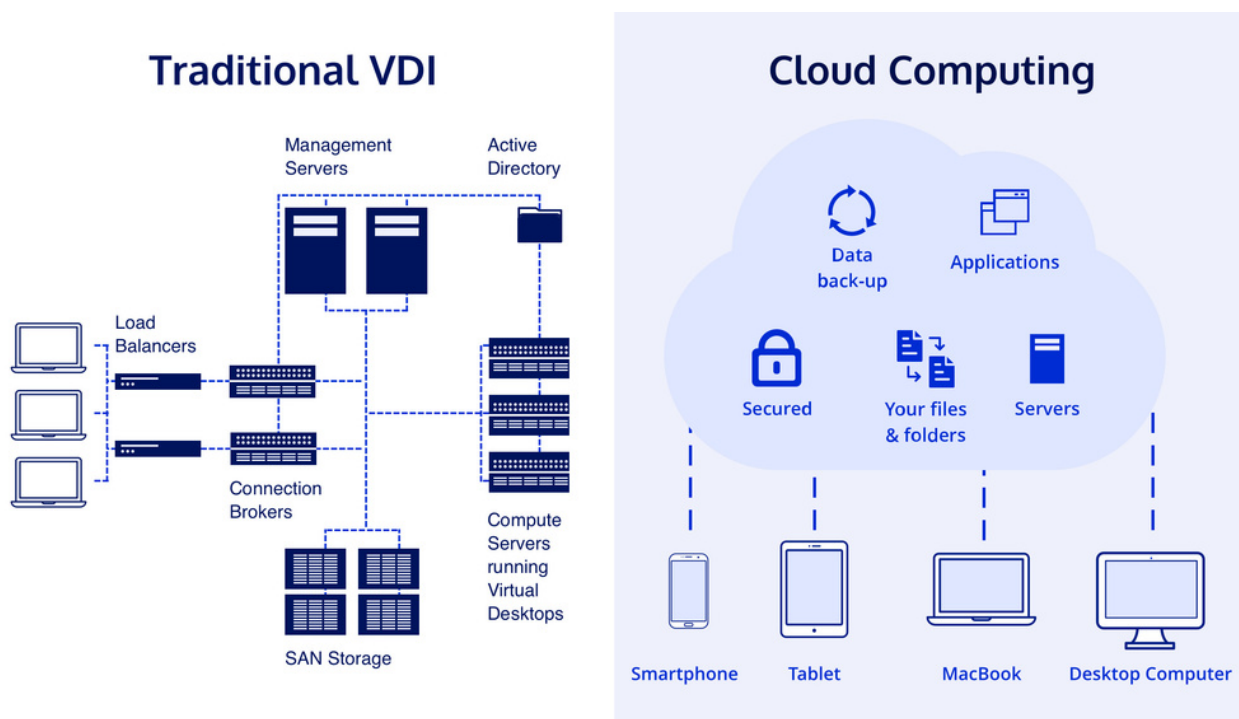 Traditional VDI
Management
Servers
Active
Directory
Load
Balancers
Connection
Brokers
Compute
Servers
running
Virtual
Desktops
SAN Storage
Cloud Computing
Data
back-up
Applications
Secured
Your files
& folders
Servers
Smartphone
Tablet
MacBook
Desktop Computer